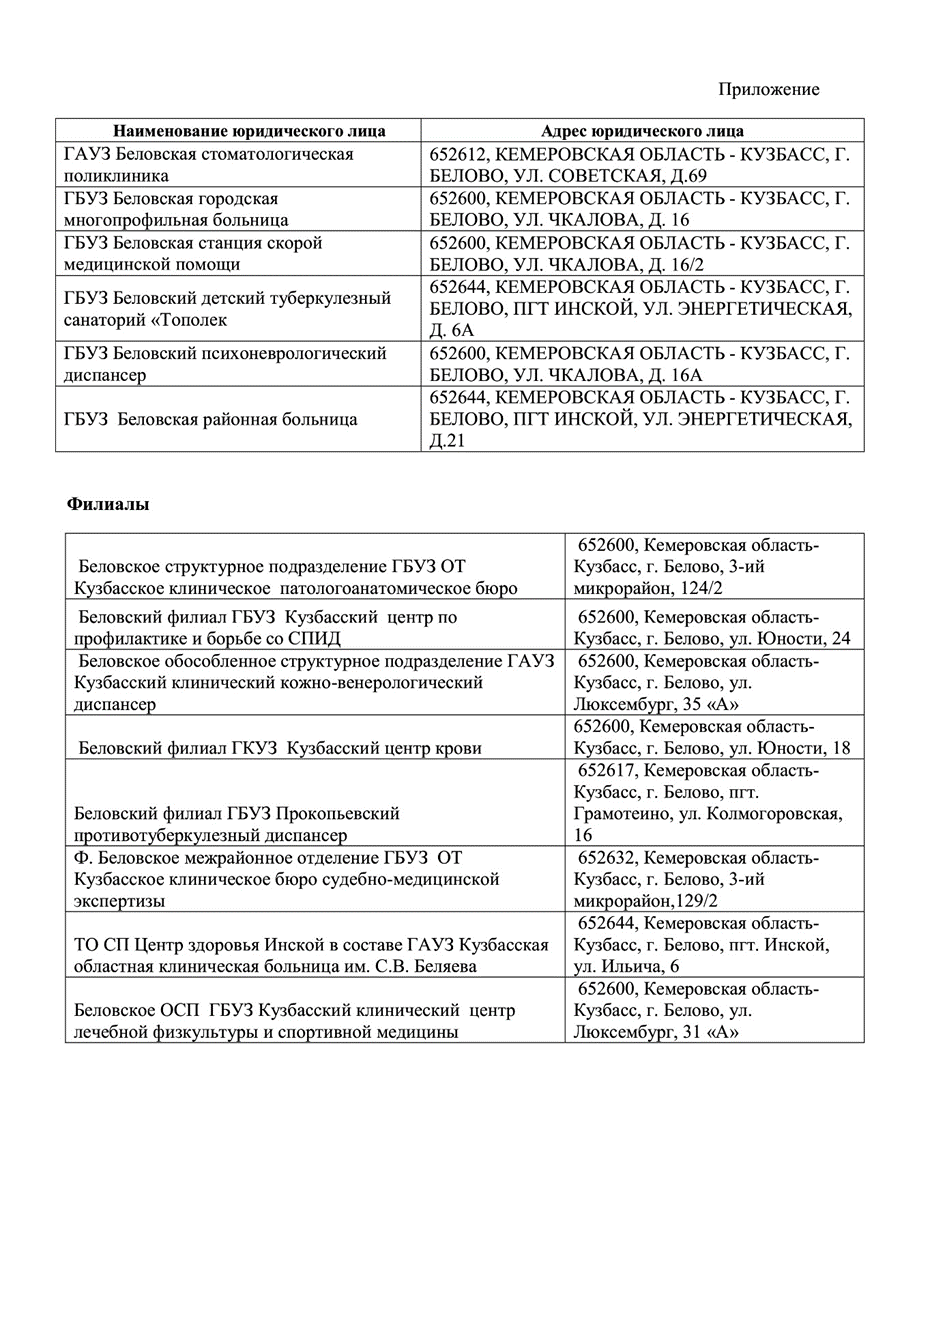 Приложение
Наименование юридического лица
Адрес юридического лица
ГАУЗ Беловская стоматологическая
поликлиника
652612, КЕМЕРОВСКАЯ ОБЛАСТЬ - КУЗБАСС, Г.
БЕЛОВО, УЛ. СОВЕТСКАЯ, Д.69
ГБУЗ Беловская городская
многопрофильная больница
652600, КЕМЕРОВСКАЯ ОБЛАСТЬ - КУЗБАСС, Г.
БЕЛОВО, УЛ. ЧКАЛОВА, Д. 16
ГБУЗ Беловская станция скорой
медицинской помощи
652600, КЕМЕРОВСКАЯ ОБЛАСТЬ - КУЗБАСС, Г.
БЕЛОВО, УЛ. ЧКАЛОВА, Д. 16/2
ГБУЗ Беловский детский туберкулезный
санаторий «Тополек
652644, КЕМЕРОВСКАЯ ОБЛАСТЬ - КУЗБАСС, Г.
БЕЛОВО, ПГТ ИНСКОЙ, УЛ. ЭНЕРГЕТИЧЕСКАЯ,
Д. 6А
ГБУЗ Беловский психоневрологический
диспансер
652600, КЕМЕРОВСКАЯ ОБЛАСТЬ - КУЗБАСС, Г.
БЕЛОВО, УЛ. ЧКАЛОВА, Д. 16А
ГБУЗ  Беловская районная больница
652644, КЕМЕРОВСКАЯ ОБЛАСТЬ - КУЗБАСС, Г.
БЕЛОВО, ПГТ ИНСКОЙ, УЛ. ЭНЕРГЕТИЧЕСКАЯ,
Д.21
Филиалы
Беловское структурное подразделение ГБУЗ ОТ
Кузбасское клиническое  патологоанатомическое бюро
652600, Кемеровская область-
Кузбасс, г. Белово, 3-ий
микрорайон, 124/2
Беловский филиал ГБУЗ  Кузбасский  центр по
профилактике и борьбе со СПИД
652600, Кемеровская область-
Кузбасс, г. Белово, ул. Юности, 24
Беловское обособленное структурное подразделение ГАУЗ
Кузбасский клинический кожно-венерологический
диспансер
652600, Кемеровская область-
Кузбасс, г. Белово, ул.
Люксембург, 35 «А»
Беловский филиал ГКУЗ  Кузбасский центр крови
652600, Кемеровская область-
Кузбасс, г. Белово, ул. Юности, 18
Беловский филиал ГБУЗ Прокопьевский
противотуберкулезный диспансер
652617, Кемеровская область-
Кузбасс, г. Белово, пгт.
Грамотеино, ул. Колмогоровская,
16
Ф. Беловское межрайонное отделение ГБУЗ  ОТ
Кузбасское клиническое бюро судебно-медицинской
экспертизы
652632, Кемеровская область-
Кузбасс, г. Белово, 3-ий
микрорайон,129/2
ТО СП Центр здоровья Инской в составе ГАУЗ Кузбасская
областная клиническая больница им. С.В. Беляева
652644, Кемеровская область-
Кузбасс, г. Белово, пгт. Инской,
ул. Ильича, 6
Беловское ОСП  ГБУЗ Кузбасский клинический  центр
лечебной физкультуры и спортивной медицины
652600, Кемеровская область-
Кузбасс, г. Белово, ул.
Люксембург, 31 «А»